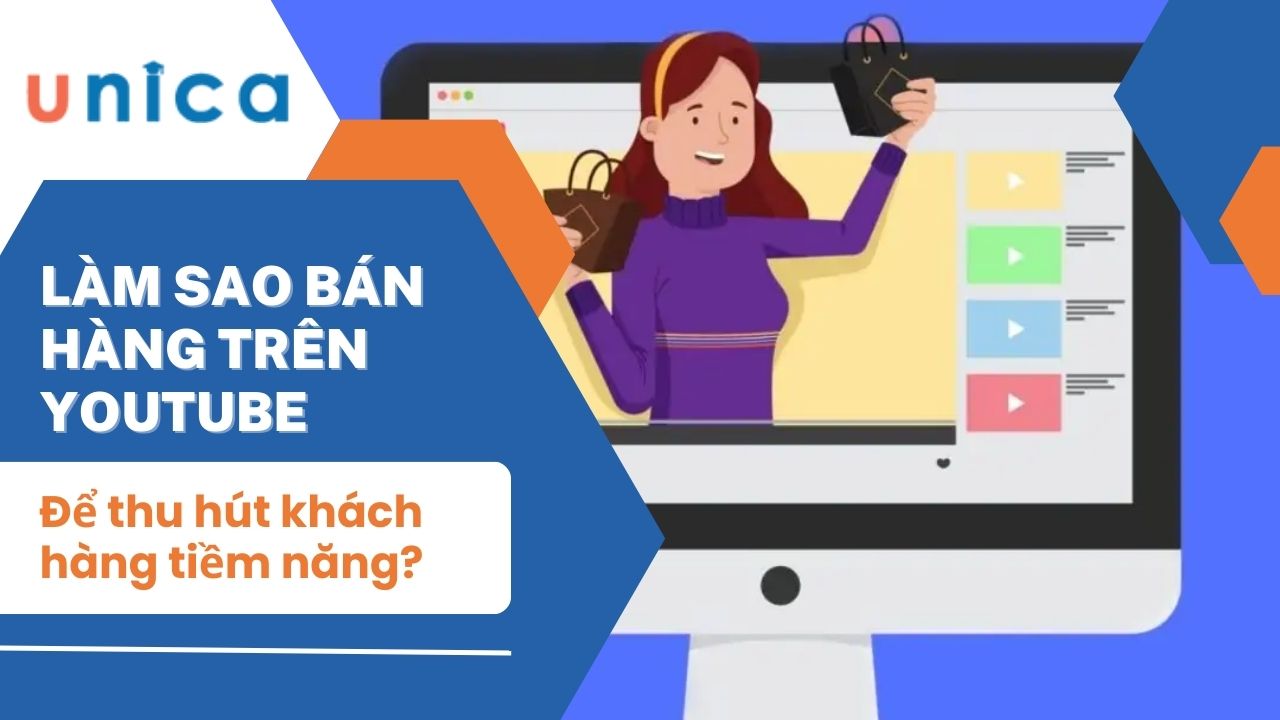 unica
LÀM SAO BÁN
HÀNG TRÊN
YOUTUBE
Để thu hút khách
hàng tiềm năng?